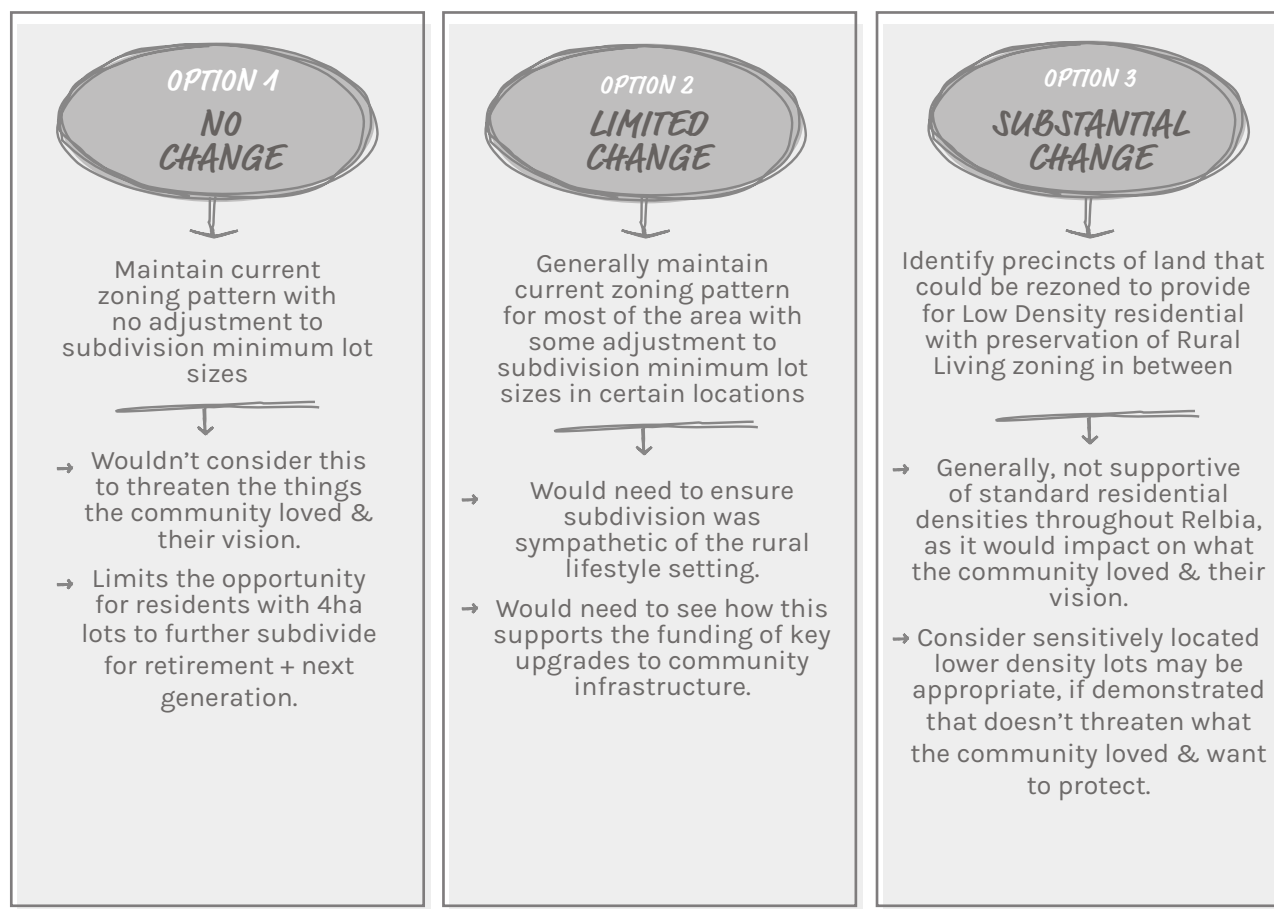 OPTION 1
NO
CHANGE
Maintain current
zoning pattern with
no adjustment to
subdivision minimum lot
sizes
→ Wouldn’t consider this
to threaten the things
the community loved &
their vision.
→ Limits the opportunity
for residents with 4ha
lots to further subdivide
for retirement + next
generation.
OPTION 2
LIMITED
CHANGE
Generally maintain
current zoning pattern
for most of the area with
some adjustment to
subdivision minimum lot
sizes in certain locations
→ Would need to ensure
subdivision was
sympathetic of the rural
lifestyle setting.
→ Would need to see how this
supports the funding of key
upgrades to community
infrastructure.
OPTION 3
SUBSTANTIAL
CHANGE
Identify precincts of land that
could be rezoned to provide
for Low Density residential
with preservation of Rural
Living zoning in between
→ Generally, not supportive
of standard residential
densities throughout Relbia,
as it would impact on what
the community loved & their
vision.
→ Consider sensitively located
lower density lots may be
appropriate, if demonstrated
that doesn’t threaten what
the community loved & want
to protect.